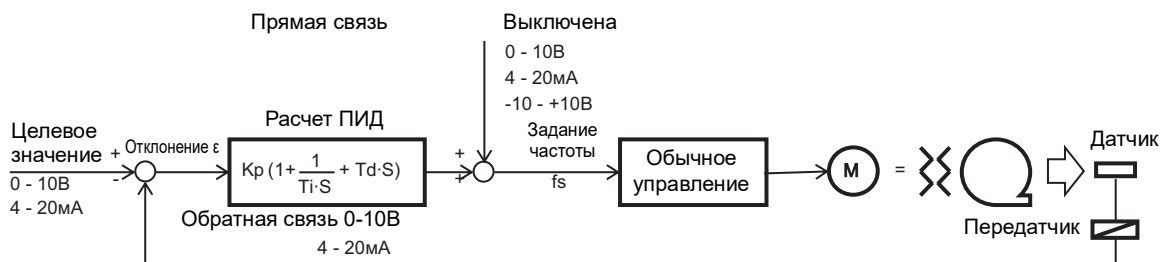 Прямая связь
Выключена
0 - 10В
4 - 20мА
-10 - +10В
Целевое
значение
+
-
0 - 10В
4 - 20мА
Отклонение ε
Расчет ПИД
Kp (1+ 1/Ti·S + Td·S)
Обратная связь 0-10В
4 - 20мА
+
+
Задание
частоты
fs
Обычное
управление
М
=
Датчик
Передатчик